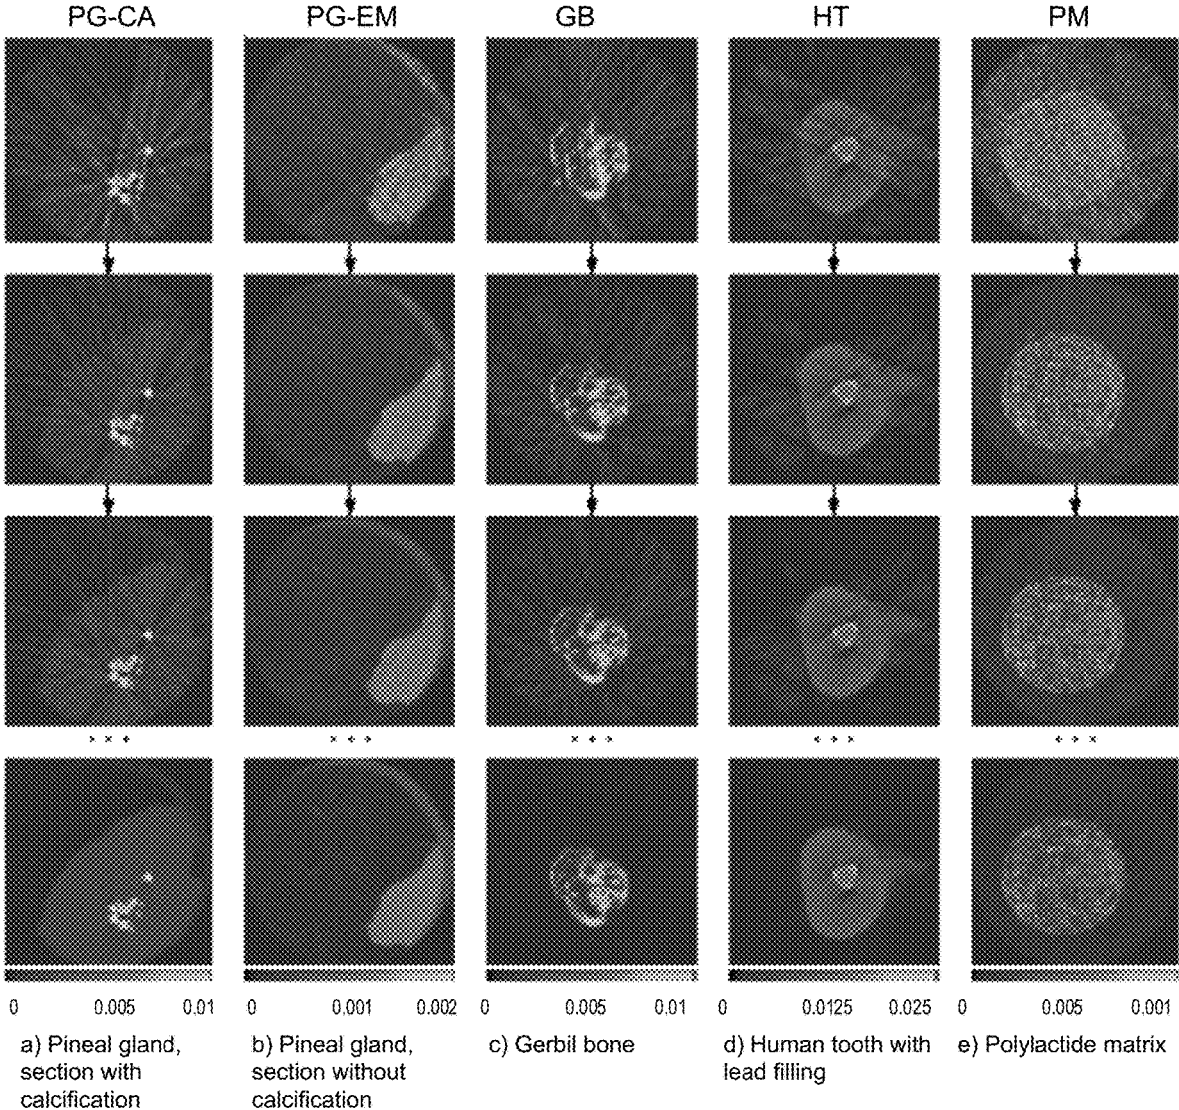 PG-CA PG-EM GB HT PM
0 0.005 0.01 0 0.001 0.002 0 0.005 0.01 0 0.0125 0.025 0 0.005 0.001
a) Pineal gland,
section with
calcification
b) Pineal gland,
section without
calcification
c) Gerbil bone
d) Human tooth with
lead filling
e) Polylactide matrix